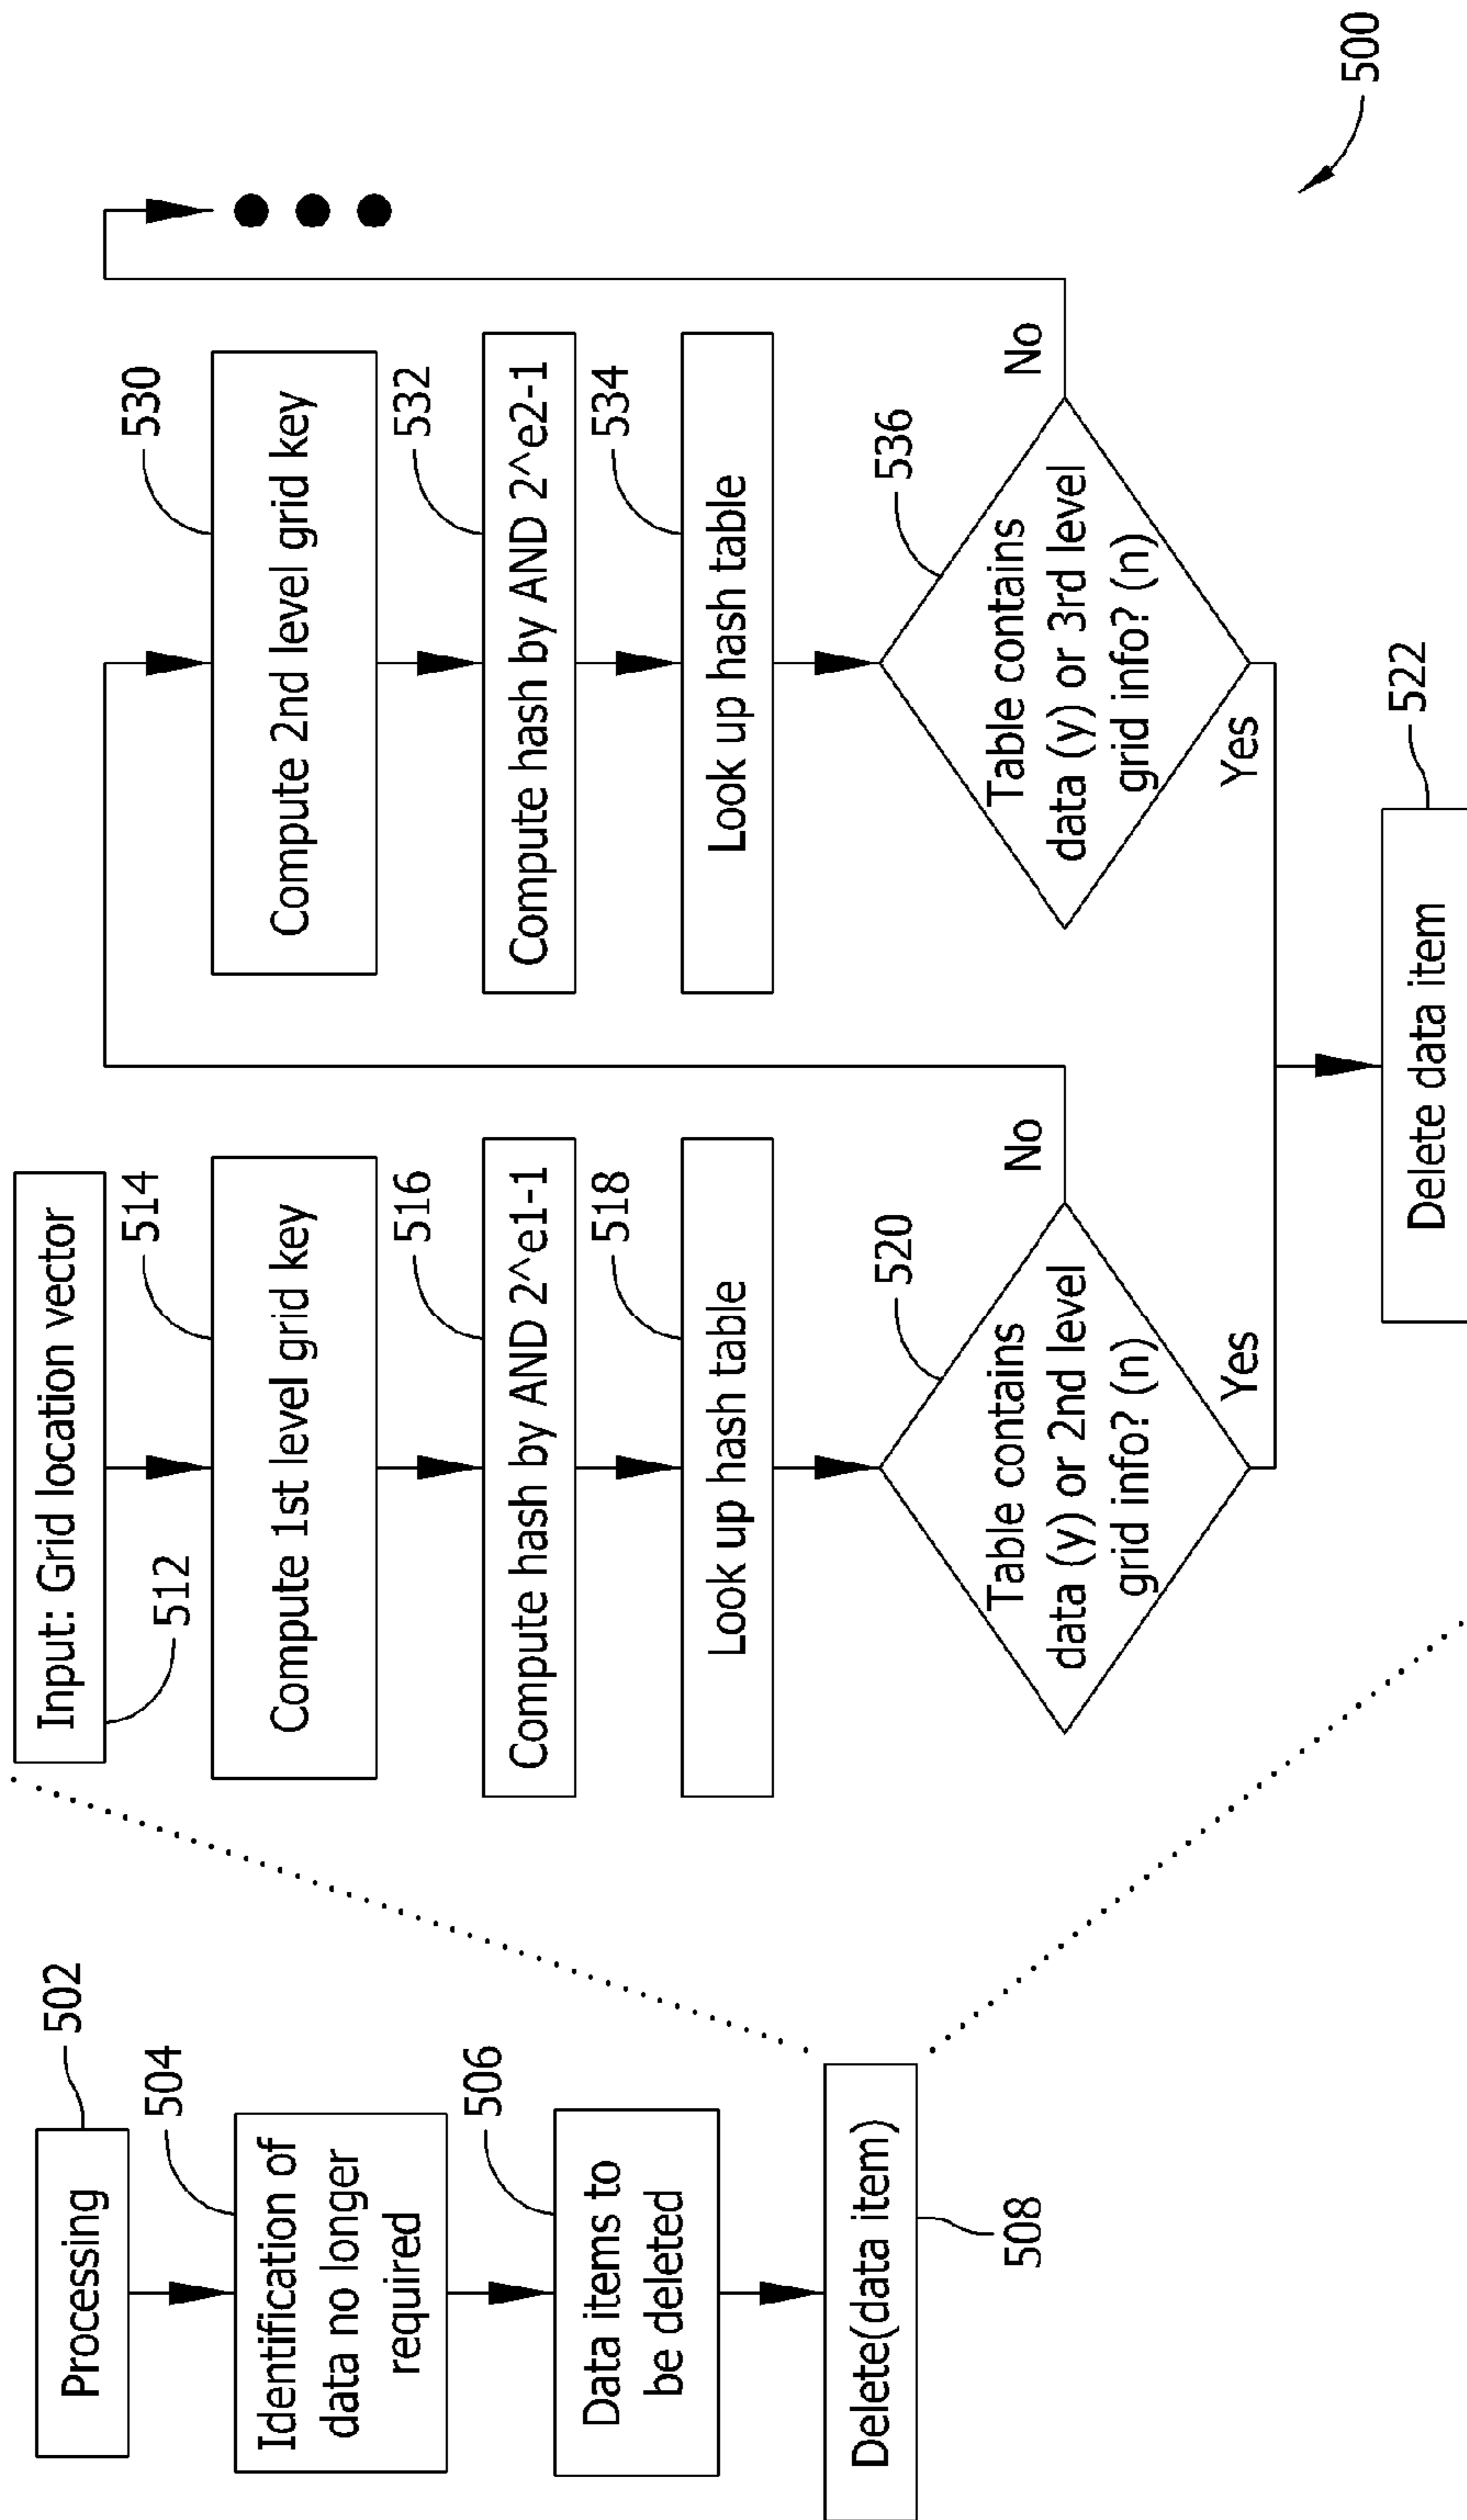 Processing
502
Identification of
data no longer
required
504
Data items to
be deleted
506
Delete(data item)
508
Input: Grid location vector
512
Compute 1st level grid key
514
Compute hash by AND 2^e1-1
516
Look up hash table
518
Table contains
data (y) or 2nd level
grid info? (n)
520
No
Yes
Compute 2nd level grid key
530
Compute hash by AND 2^e2-1
532
Look up hash table
534
Table contains
data (y) or 3rd level
grid info? (n)
536
No
Yes
Delete data item
522
500